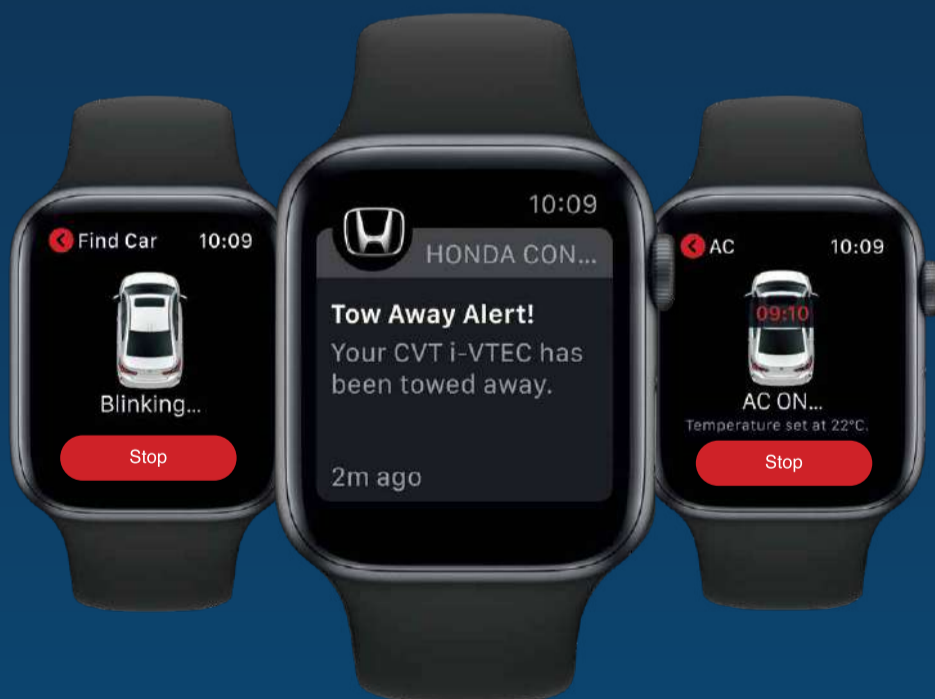 Find Car 10:09
Blinking...
Stop
10:09
HONDA CON...
Tow Away Alert!
Your CVT i-VTEC has
been towed away.
2m ago
AC 10:09
09:10
AC ON...
Temperature set at 22°C.
Stop